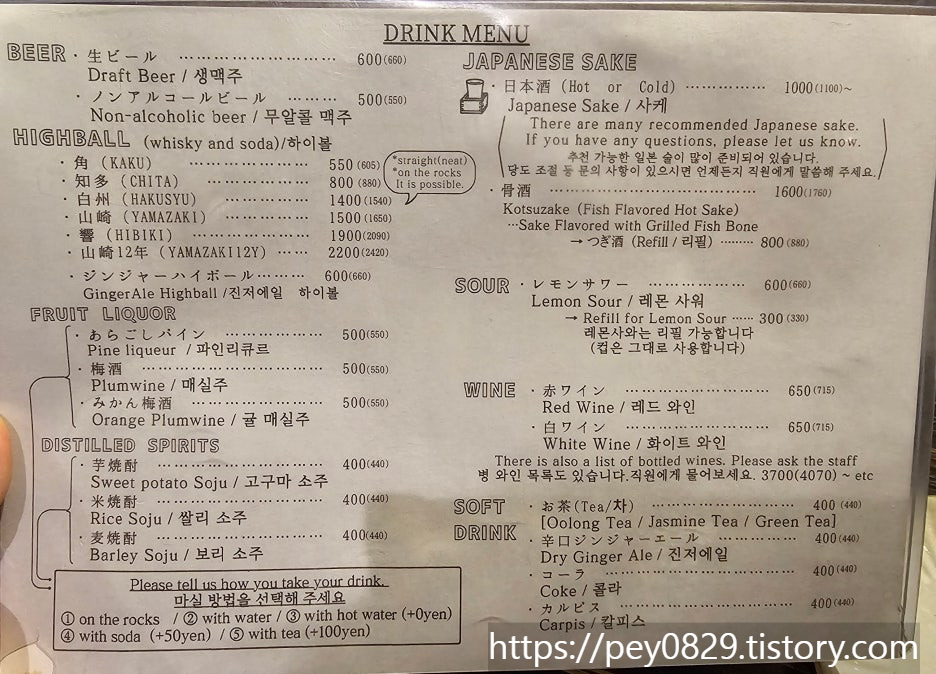 DRINK MENU
BEER
・生ビール ………………………… 600(660)
Draft Beer / 생맥주
・ノンアルコールビール ……… 500(550)
Non-alcoholic beer / 무알콜 맥주
HIGHBALL (whisky and soda)/하이볼
・角 (KAKU) ………………… 550(605)
・知多 (CHITA) ……………… 800(880)
・白州 (HAKUSYU) …………… 1400(1540)
・山崎 (YAMAZAKI) …………… 1500(1650)
・響 (HIBIKI) ……………… 1900(2090)
・山崎12年 (YAMAZAKI12Y) …… 2200(2420)
*straight(neat)
*on the rocks
It is possible.
・ジンジャーハイボール……… 600(660)
GingerAle Highball /진저에일 하이볼
FRUIT LIQUOR
・あらごしパイン ……………… 500(550)
Pine liqueur / 파인리큐르
・梅酒 ……………………………… 500(550)
Plumwine / 매실주
・みかん梅酒 …………………… 500(550)
Orange Plumwine / 귤 매실주
DISTILLED SPIRITS
・芋焼酎 …………………………… 400(440)
Sweet potato Soju / 고구마 소주
・米焼酎 …………………………… 400(440)
Rice Soju / 쌀리 소주
・麦焼酎 …………………………… 400(440)
Barley Soju / 보리 소주
Please tell us how you take your drink.
마실 방법을 선택해 주세요
① on the rocks / ② with water / ③ with hot water (+0yen)
④ with soda (+50yen) / ⑤ with tea (+100yen)
JAPANESE SAKE
・日本酒 (Hot or Cold) …………… 1000(1100)~
Japanese Sake / 사케
There are many recommended Japanese sake.
If you have any questions, please let us know.
추천 가능한 일본 술이 많이 준비되어 있습니다.
당도 조절 등 문의 사항이 있으시면 언제든지 직원에게 말씀해 주세요.
・骨酒 ……………………………… 1600(1760)
Kotsuzake (Fish Flavored Hot Sake)
…Sake Flavored with Grilled Fish Bone
→ つぎ酒 (Refill / 리필) ……… 800(880)
SOUR
・レモンサワー …………………… 600(660)
Lemon Sour / 레몬 사워
→ Refill for Lemon Sour …… 300(330)
레몬사와는 리필 가능합니다
(컵은 그대로 사용합니다)
WINE
・赤ワイン ………………………… 650(715)
Red Wine / 레드 와인
・白ワイン ………………………… 650(715)
White Wine / 화이트 와인
There is also a list of bottled wines. Please ask the staff
병 와인 목록도 있습니다.직원에게 물어보세요. 3700(4070) ~ etc
SOFT DRINK
・お茶(Tea/차) …………………… 400 (440)
[Oolong Tea / Jasmine Tea / Green Tea]
・辛口ジンジャーエール ………… 400(440)
Dry Ginger Ale / 진저에일
・コーラ …………………………… 400(440)
Coke / 콜라
・カルピス ………………………… 400(440)
Carpis / 칼피스
https://pey0829.tistory.com